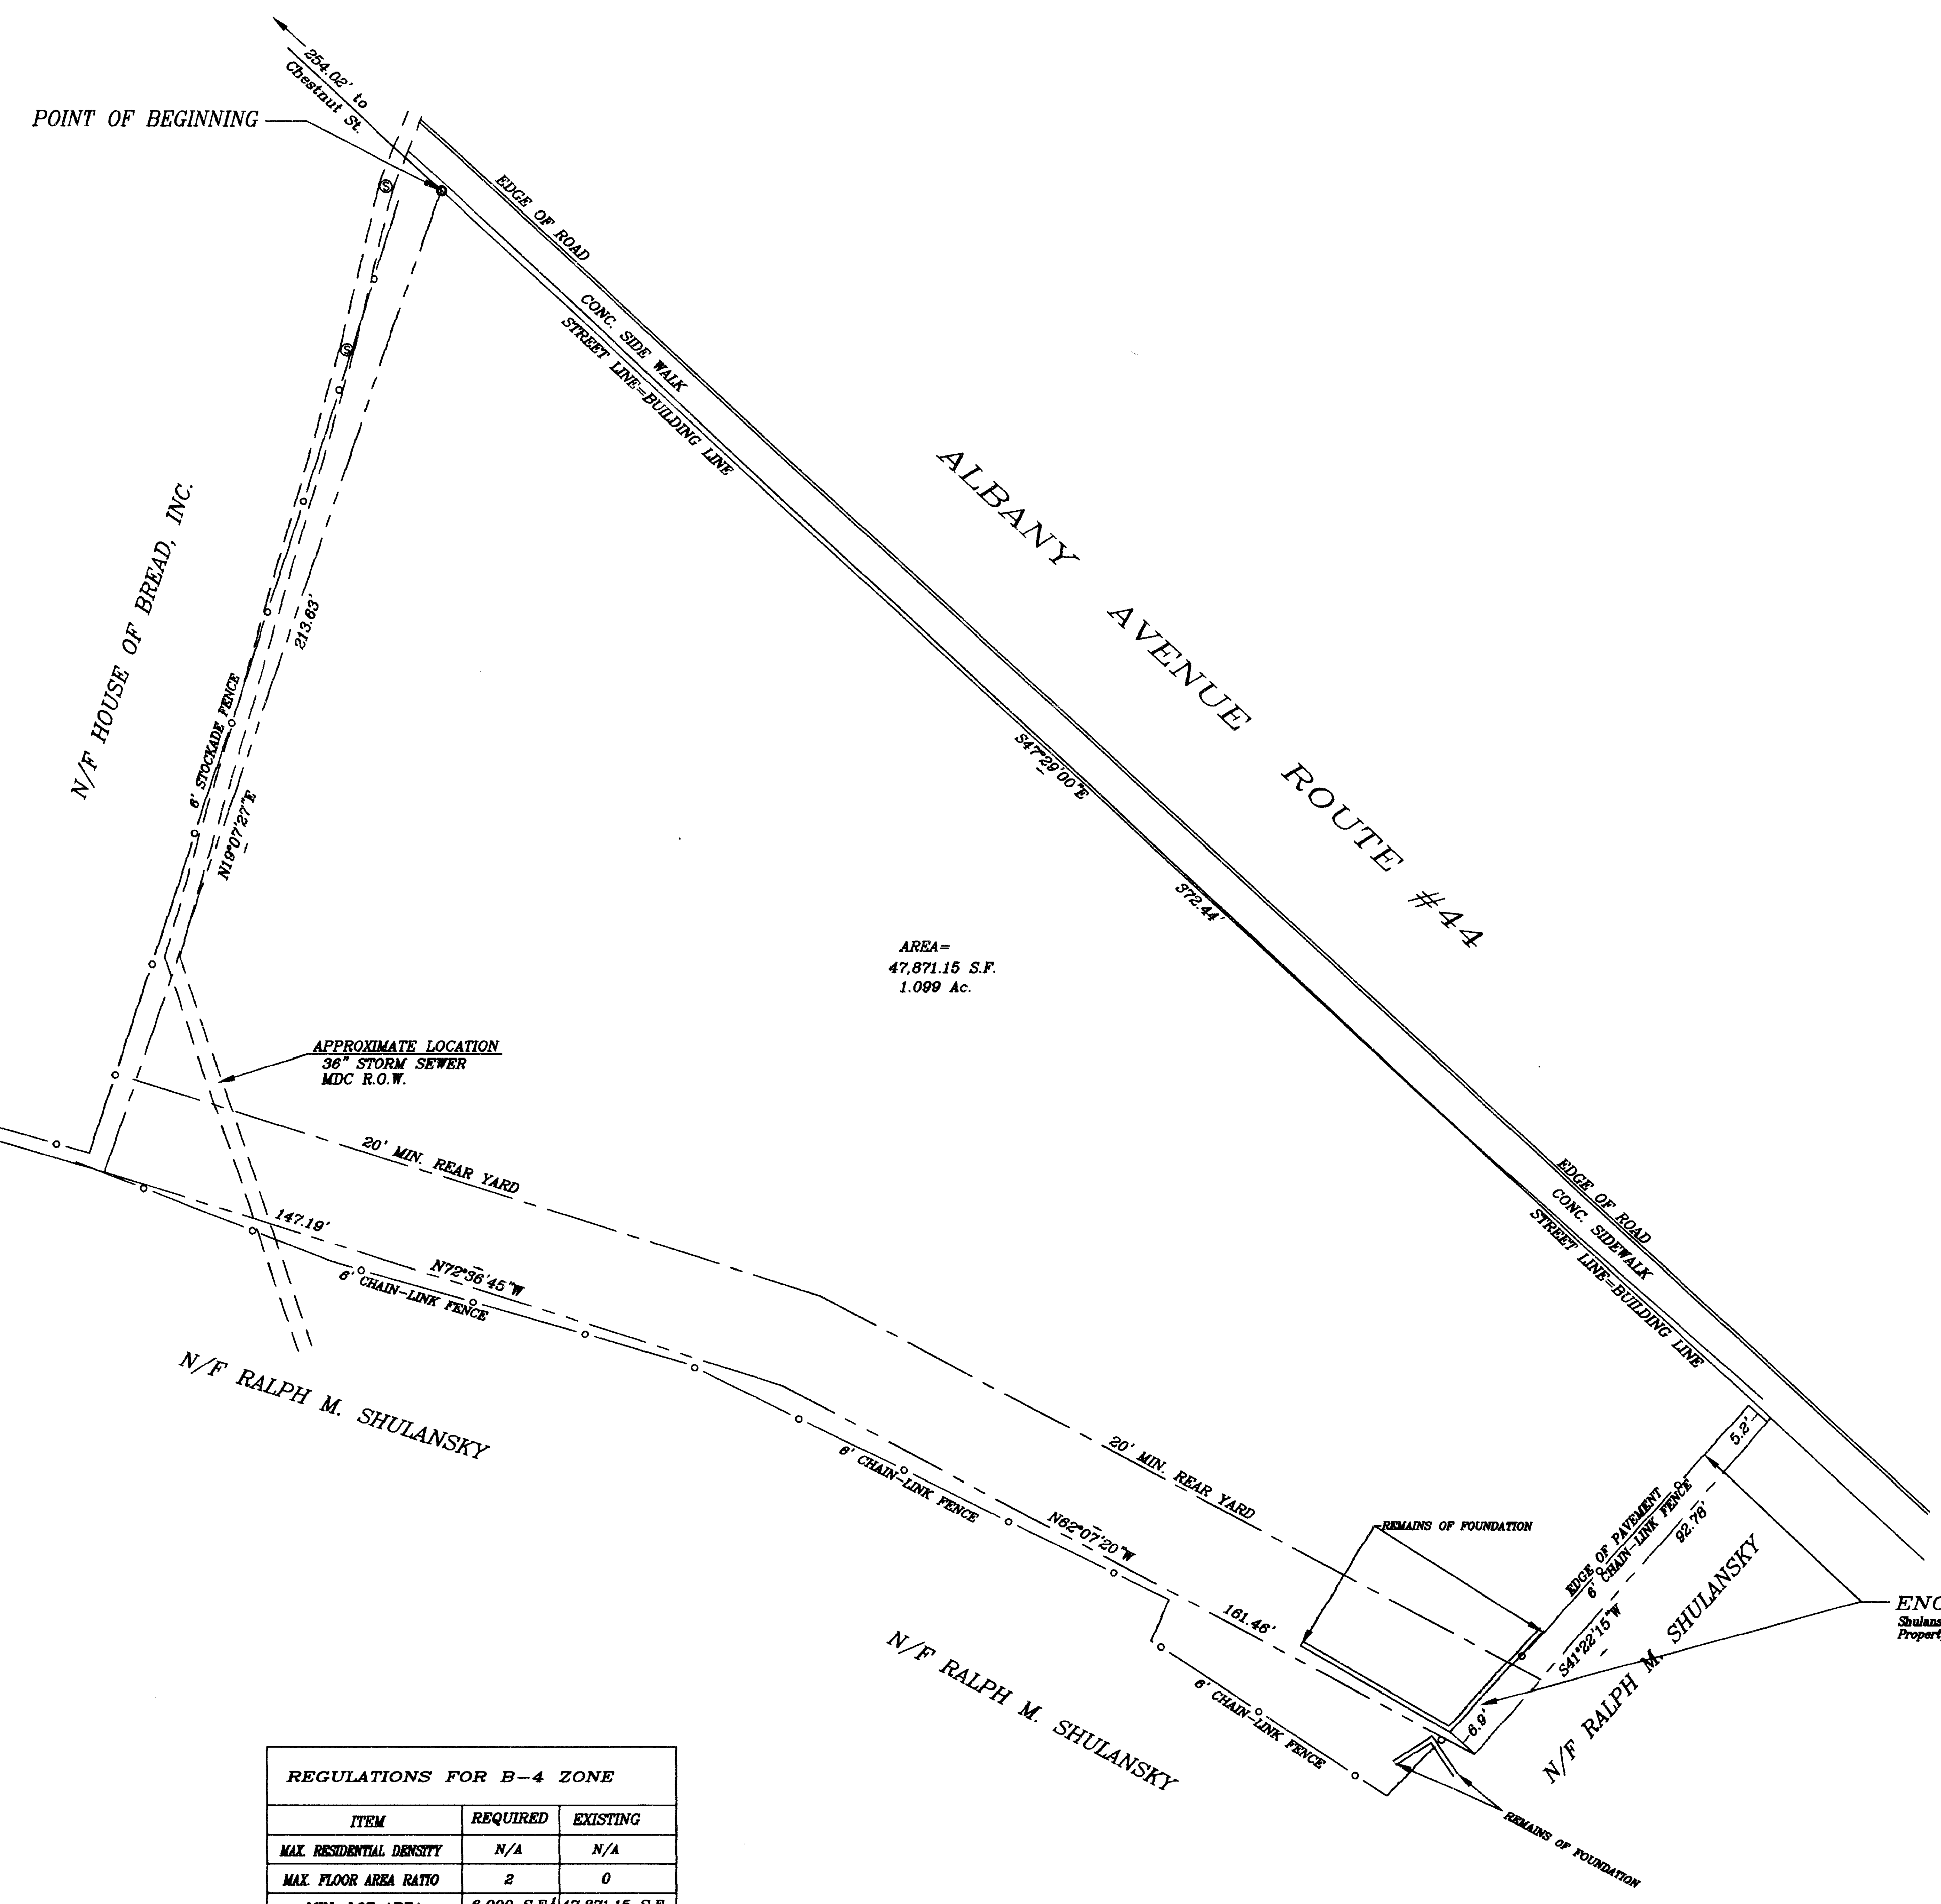 254.02' to
Chestnut St.
POINT OF BEGINNING
EDGE OF ROAD
CONC. SIDE WALK
STREET LINE=BUILDING LINE
ALBANY AVENUE ROUTE #44
N/F HOUSE OF BREAD, INC.
6' STOCKADE FENCE
213.63'
N19°07'27"E
S47°29'00"E
372.44'
AREA=
47,871.15 S.F.
1.099 Ac.
APPROXIMATE LOCATION
36" STORM SEWER
MDC R.O.W.
20' MIN. REAR YARD
147.19'
N72°36'45"W
6' CHAIN-LINK FENCE
N/F RALPH M. SHULANSKY
EDGE OF ROAD
CONC. SIDEWALK
STREET LINE=BUILDING LINE
5.2'
20' MIN. REAR YARD
6' CHAIN-LINK FENCE
N62°07'20"W
REMAINS OF FOUNDATION
EDGE OF PAVEMENT
6' CHAIN-LINK FENCE
92.78'
S41°22'15"W
N/F RALPH M. SHULANSKY
161.46'
6.9'
N/F RALPH M. SHULANSKY
6' CHAIN-LINK FENCE
REMAINS OF FOUNDATION
REGULATIONS FOR B-4 ZONE
ITEM REQUIRED EXISTING
MAX. RESIDENTIAL DENSITY N/A N/A
MAX. FLOOR AREA RATIO 2 0
47,871.15 S.F.